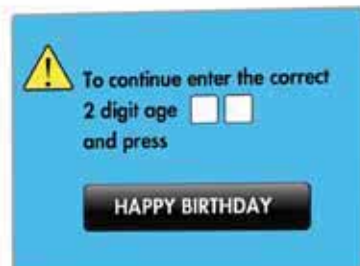 To continue enter the correct
2 digit age
and press
HAPPY BIRTHDAY